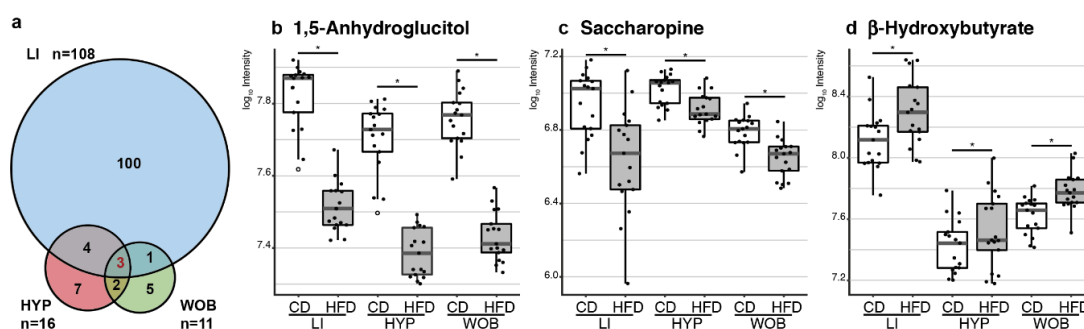 a
LI n=108
100
4
3
1
7
2
5
HYP
n=16
WOB
n=11
b 1,5-Anhydroglucitol
log₁₀ Intensity
7.8
7.6
7.4
*
*
*
CD HFD CD HFD CD HFD
LI HYP WOB
c Saccharopine
log₁₀ Intensity
7.2
6.8
6.4
6.0
*
*
*
CD HFD CD HFD CD HFD
LI HYP WOB
d β-Hydroxybutyrate
log₁₀ Intensity
8.4
8.0
7.6
7.2
*
*
*
CD HFD CD HFD CD HFD
LI HYP WOB